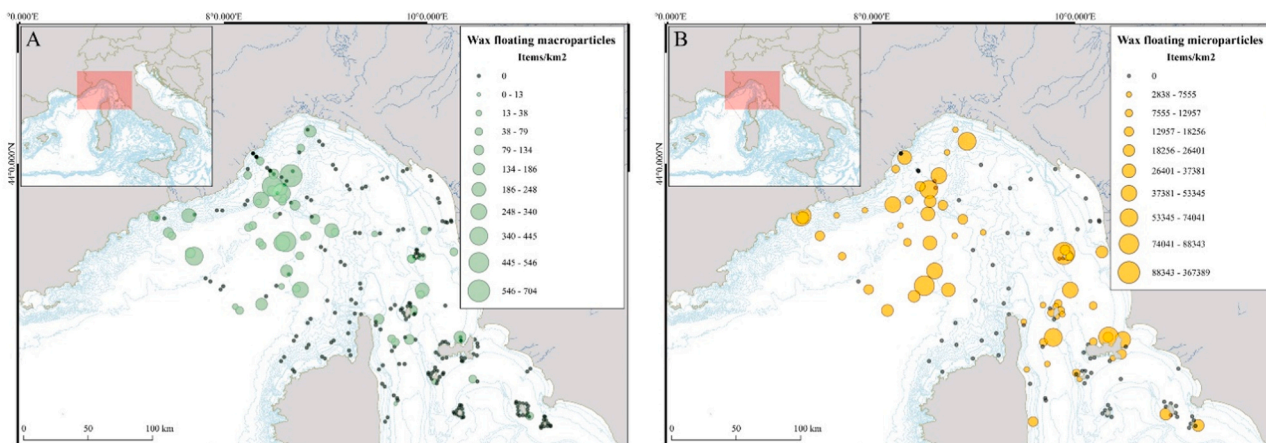 0.000°E
8°0.000'E
10°0.000'E
A
Wax floating macroparticles
Items/km2
0
0 - 13
13 - 38
38 - 79
79 - 134
134 - 186
186 - 248
248 - 340
340 - 445
445 - 546
546 - 704
44°0.000'N
0
50
100 km
0.000°E
8°0.000'E
10°0.000'E
B
Wax floating microparticles
Items/km2
0
2838 - 7555
7555 - 12957
12957 - 18256
18256 - 26401
26401 - 37381
37381 - 53345
53345 - 74041
74041 - 88343
88343 - 367389
44°0.000'N
0
50
100 km